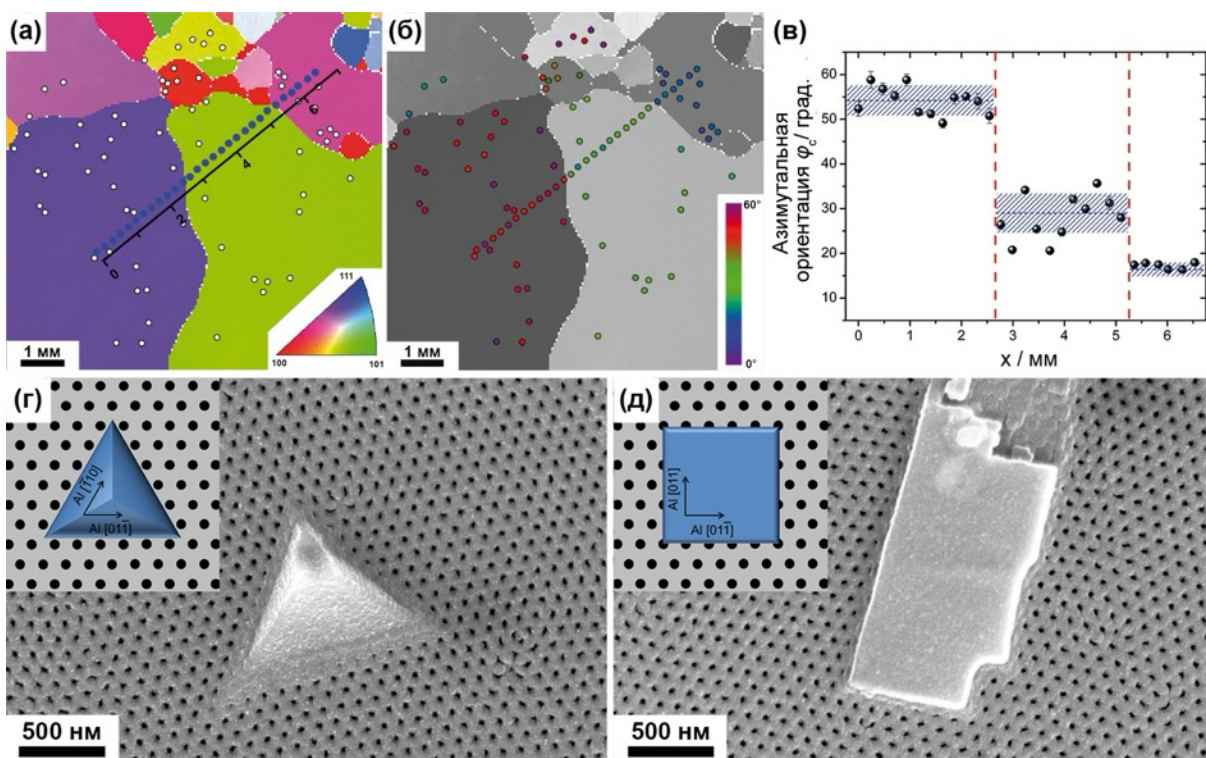 (а)
0
2
4
6
111
100
101
1 мм
(б)
60°
0°
1 мм
(в)
Азимутальная
ориентация φc/ град.
60
50
40
30
20
10
0
1
2
3
4
5
6
x / мм
(г)
Al [1̄10]
Al [011̄]
500 нм
(д)
Al [011]
Al [011̄]
500 нм